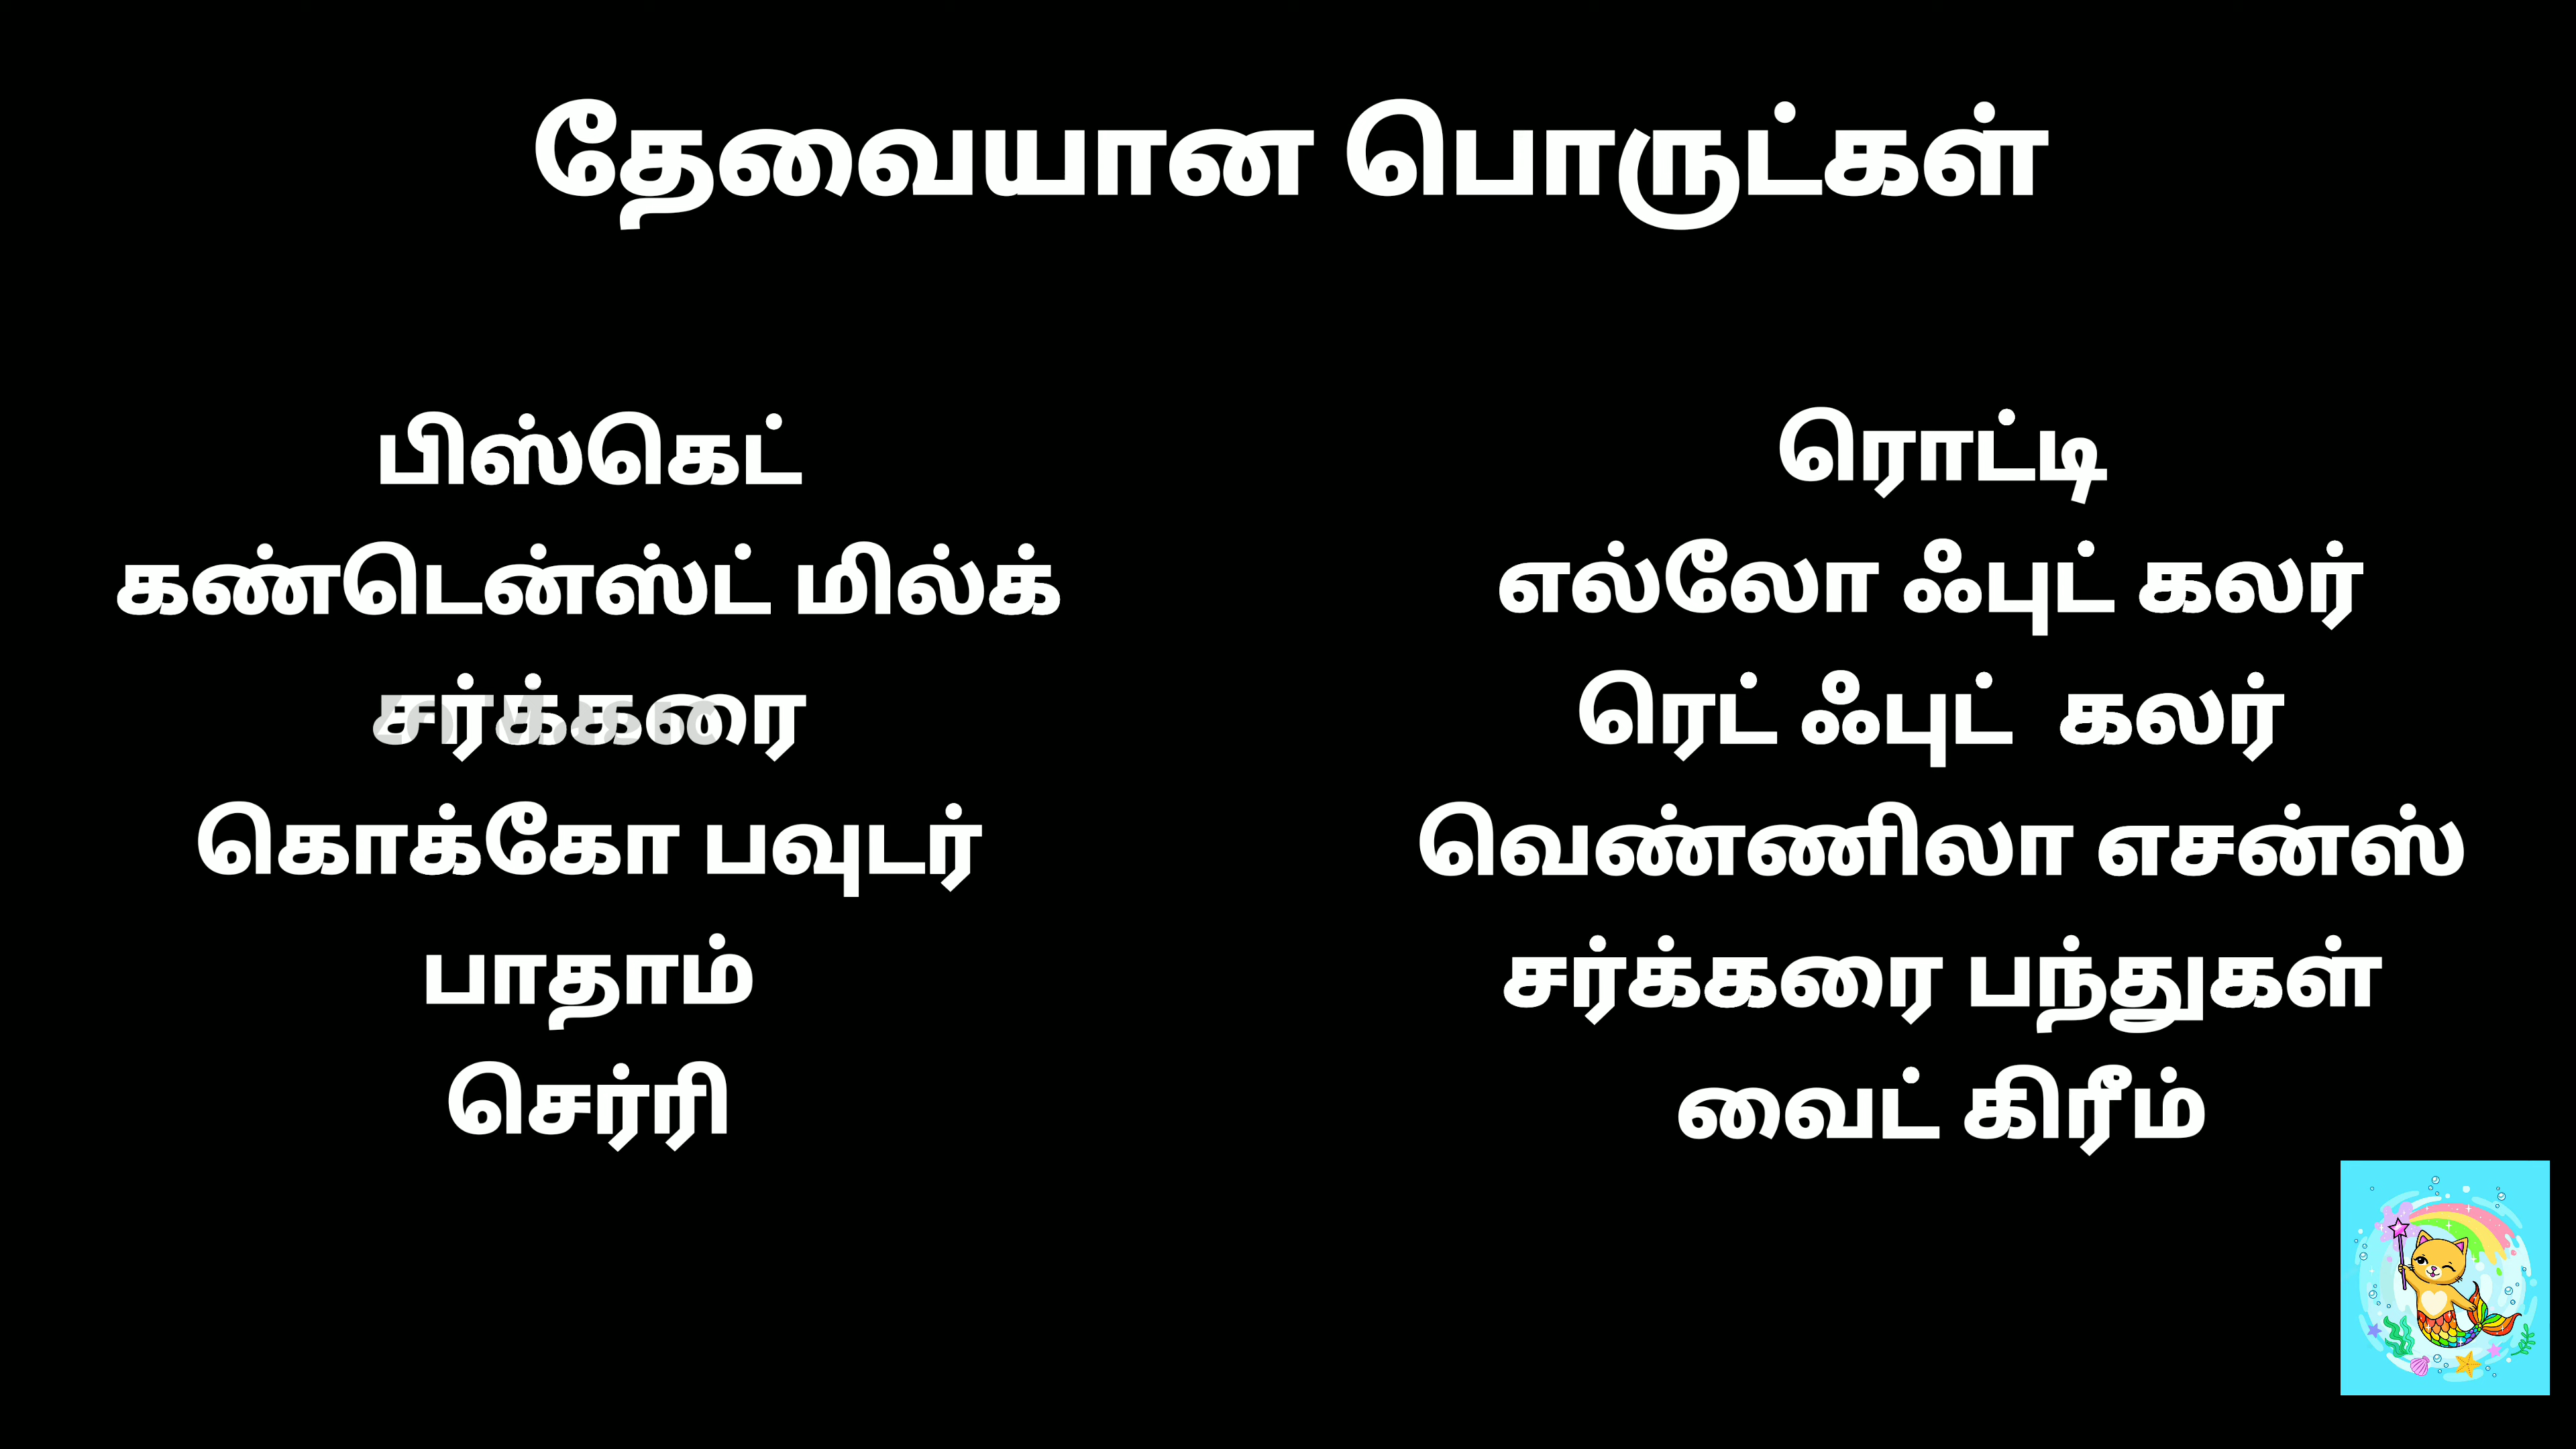 தேவையான பொருட்கள்
பிஸ்கெட்
கண்டென்ஸ்ட் மில்க்
சர்க்கரை
கொக்கோ பவுடர்
பாதாம்
செர்ரி
ரொட்டி
எல்லோ ஃபுட் கலர்
ரெட் ஃபுட் கலர்
வெண்ணிலா எசன்ஸ்
சர்க்கரை பந்துகள்
வைட் கிரீம்